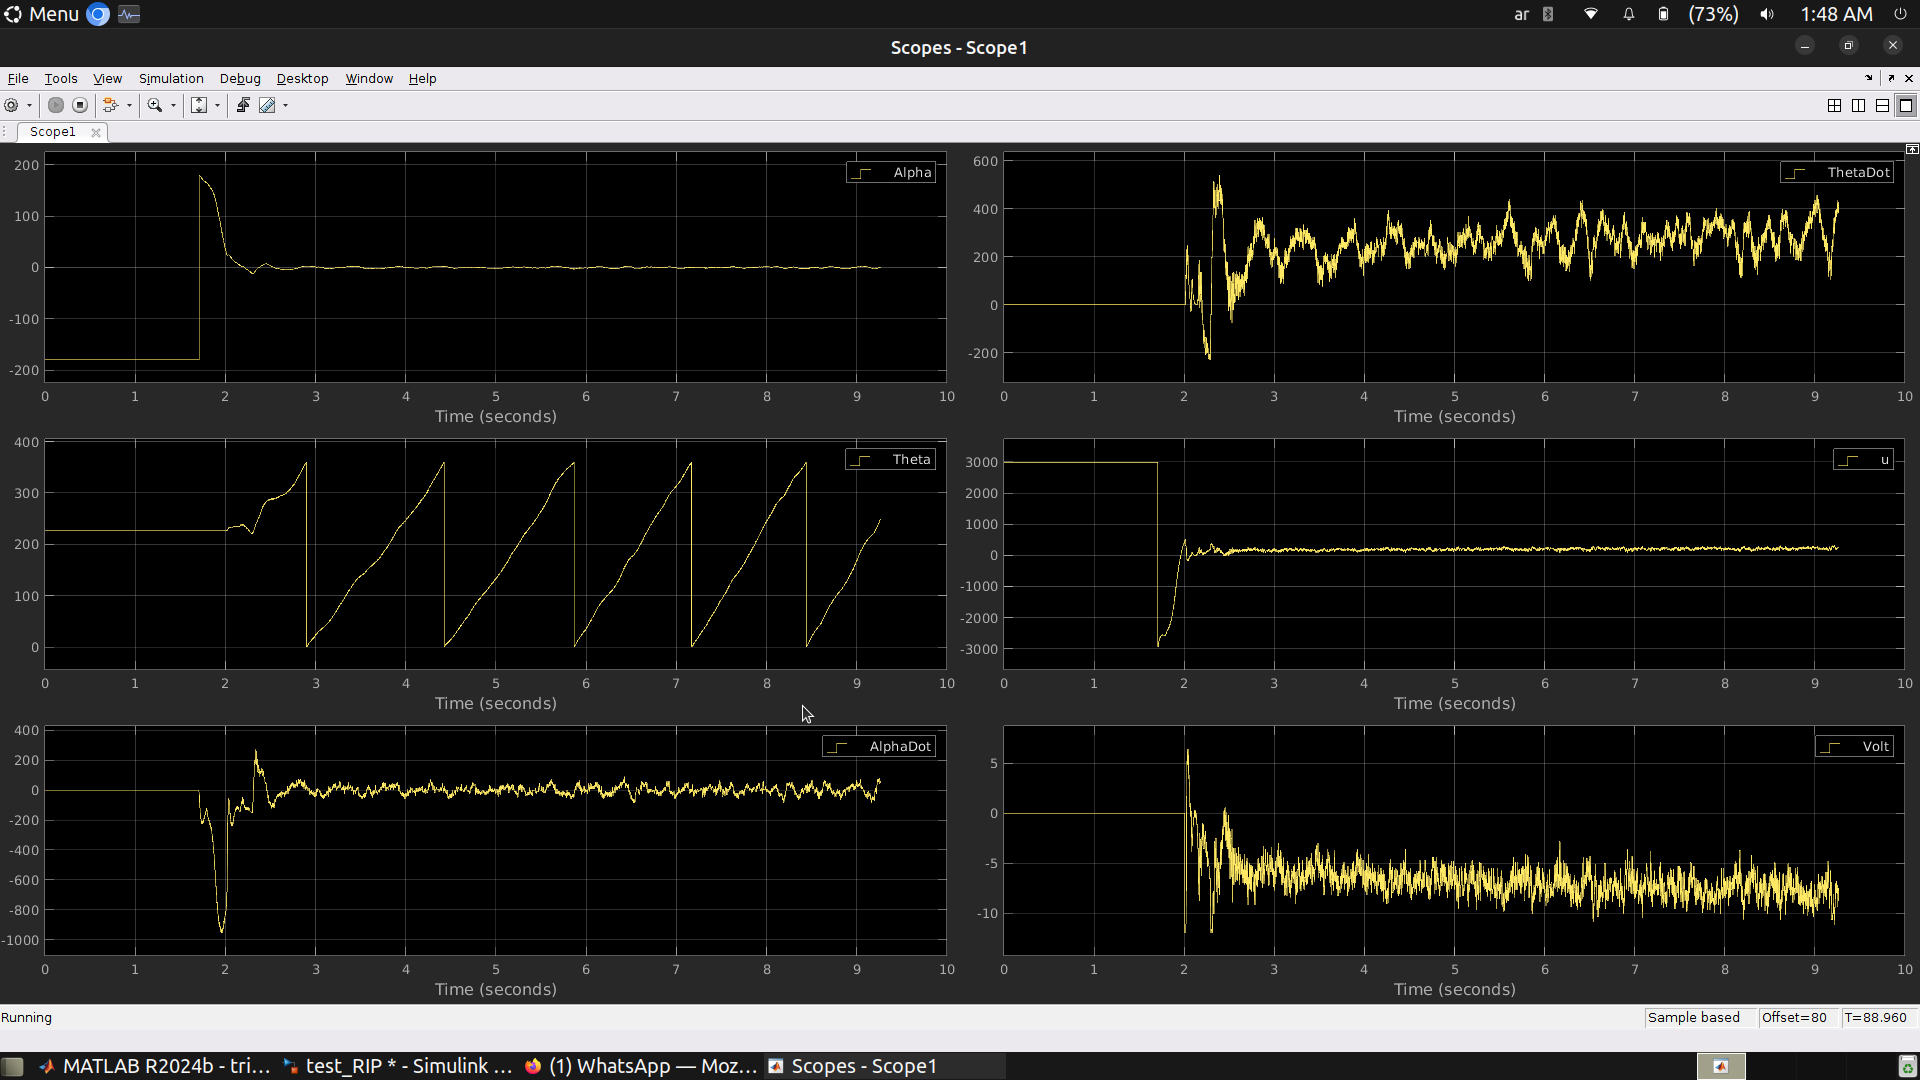 Menu
ar (73%) 1:48 AM
Scopes - Scope1
File Tools View Simulation Debug Desktop Window Help
Scope1
200
100
0
-100
-200
Alpha
0 1 2 3 4 5 6 7 8 9 10
Time (seconds)
600
400
200
0
-200
ThetaDot
0 1 2 3 4 5 6 7 8 9 10
Time (seconds)
400
300
200
100
0
Theta
0 1 2 3 4 5 6 7 8 9 10
Time (seconds)
3000
2000
1000
0
-1000
-2000
-3000
u
0 1 2 3 4 5 6 7 8 9 10
Time (seconds)
400
200
0
-200
-400
-600
-800
-1000
AlphaDot
0 1 2 3 4 5 6 7 8 9 10
Time (seconds)
5
0
-5
-10
Volt
0 1 2 3 4 5 6 7 8 9 10
Time (seconds)
Running
Sample based Offset=80 T=88.960
MATLAB R2024b - tri... test_RIP * - Simulink ... (1) WhatsApp — Moz... Scopes - Scope1